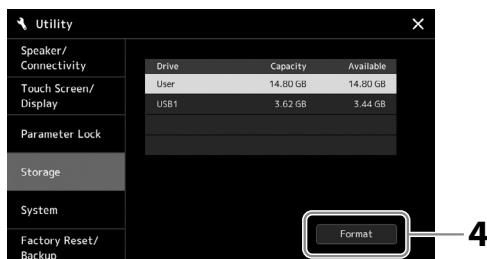 Utility
Speaker/
Connectivity
Touch Screen/
Display
Parameter Lock
Storage
System
Factory Reset/
Backup
Drive Capacity Available
User 14.80 GB 14.80 GB
USB1 3.62 GB 3.44 GB
Format
4